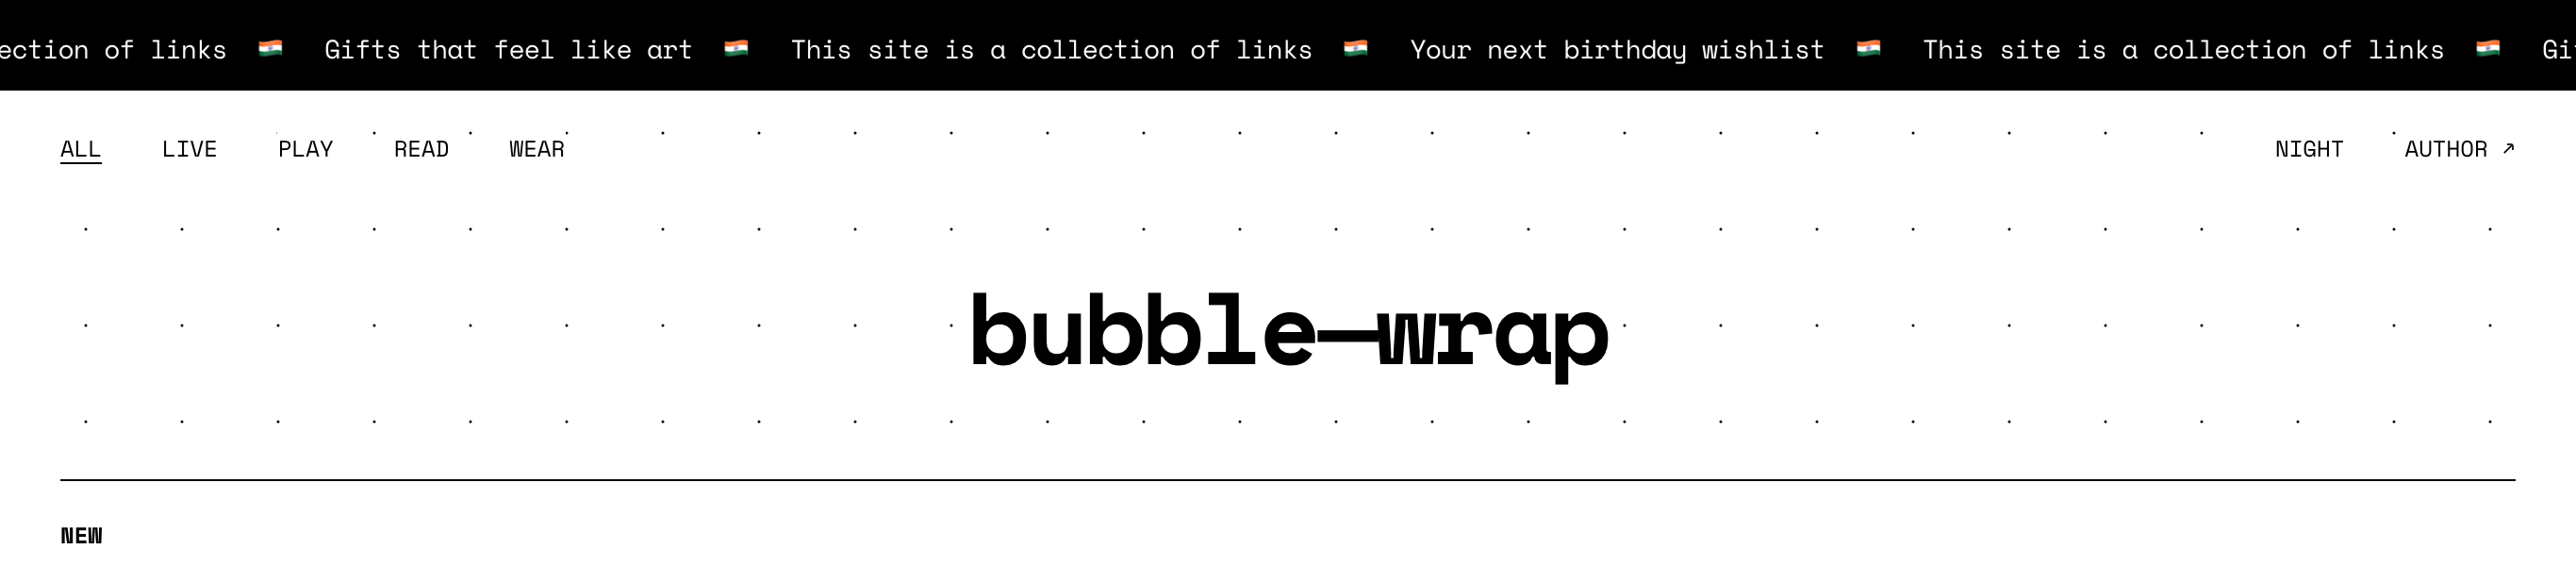 ection of links 🇮🇳 Gifts that feel like art 🇮🇳 This site is a collection of links 🇮🇳 Your next birthday wishlist 🇮🇳 This site is a collection of links 🇮🇳 Gi
ALL LIVE PLAY READ WEAR NIGHT AUTHOR ↗
bubble—wrap
NEW